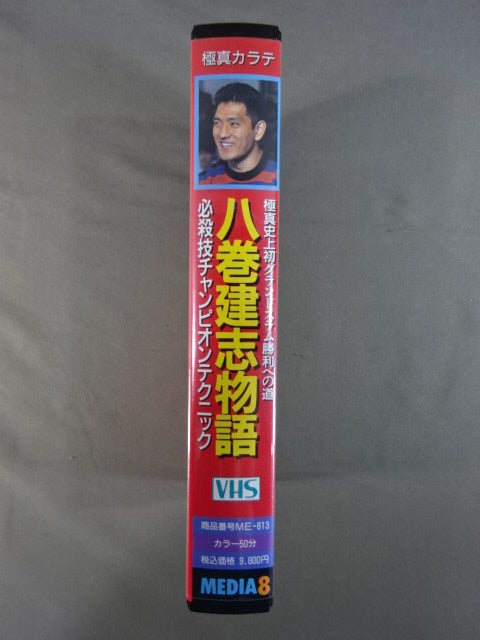 極真カラテ
極真史上初グランドスラム勝利への道
八巻建志物語
必殺技チャンピオンテクニック
VHS
商品番号ME-813
カラー50分
税込価格 9,800円
MEDIA8